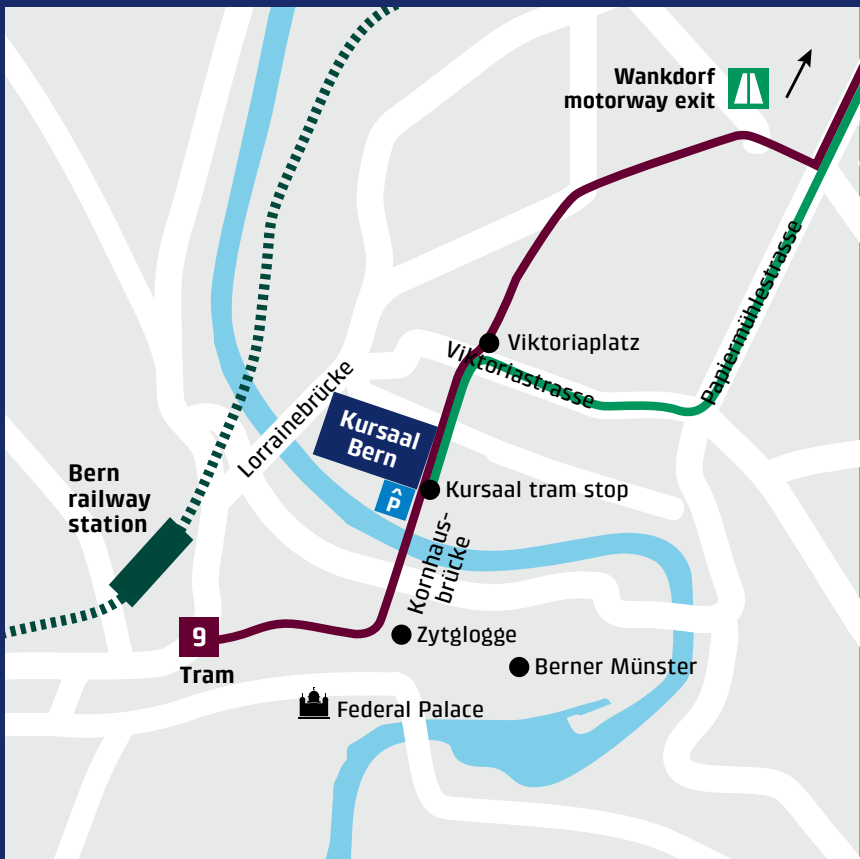 Wankdorf
motorway exit
Papiermühlestrasse
Viktoriaplatz
Viktoriastrasse
Lorrainebrücke
Kursaal
Bern
P
Kursaal tram stop
Bern
railway
station
Kornhaus-
brücke
9
Tram
Zytglogge
Berner Münster
Federal Palace